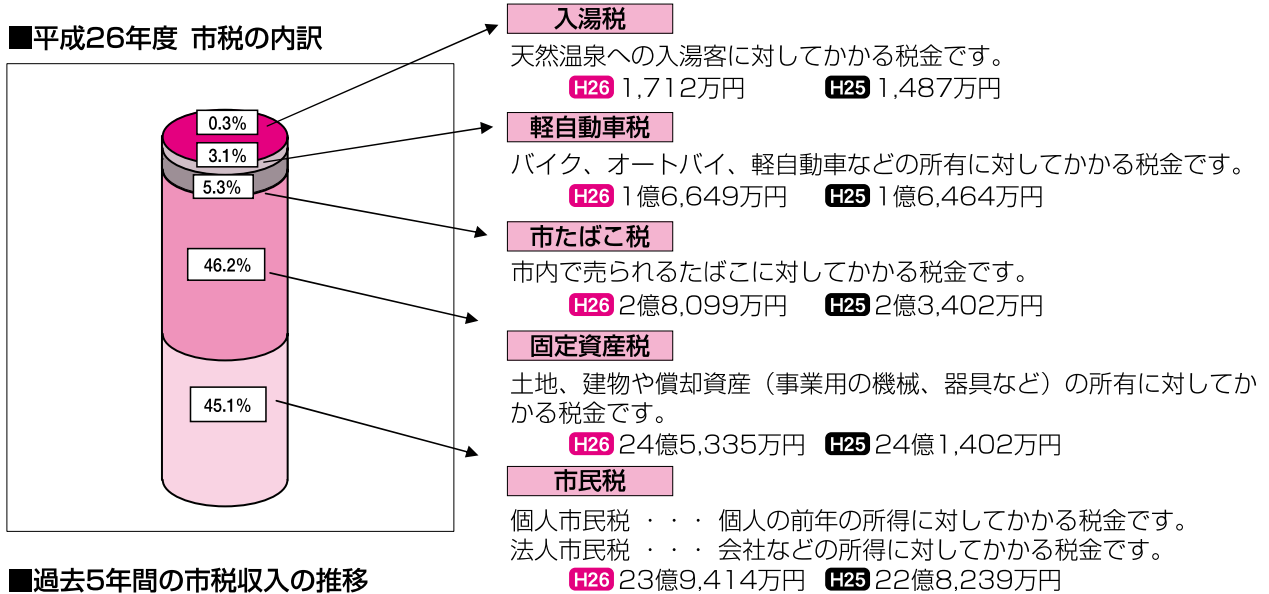 ■平成26年度 市税の内訳
0.3%
3.1%
5.3%
46.2%
45.1%
入湯税
天然温泉への入湯客に対してかかる税金です。
H26 1,712万円 H25 1,487万円
軽自動車税
バイク、オートバイ、軽自動車などの所有に対してかかる税金です。
H26 1億6,649万円 H25 1億6,464万円
市たばこ税
市内で売られるたばこに対してかかる税金です。
H26 2億8,099万円 H25 2億3,402万円
固定資産税
土地、建物や償却資産（事業用の機械、器具など）の所有に対してか
かる税金です。
H26 24億5,335万円 H25 24億1,402万円
市民税
個人市民税 ・・・ 個人の前年の所得に対してかかる税金です。
法人市民税 ・・・ 会社などの所得に対してかかる税金です。
H26 23億9,414万円 H25 22億8,239万円
■過去5年間の市税収入の推移